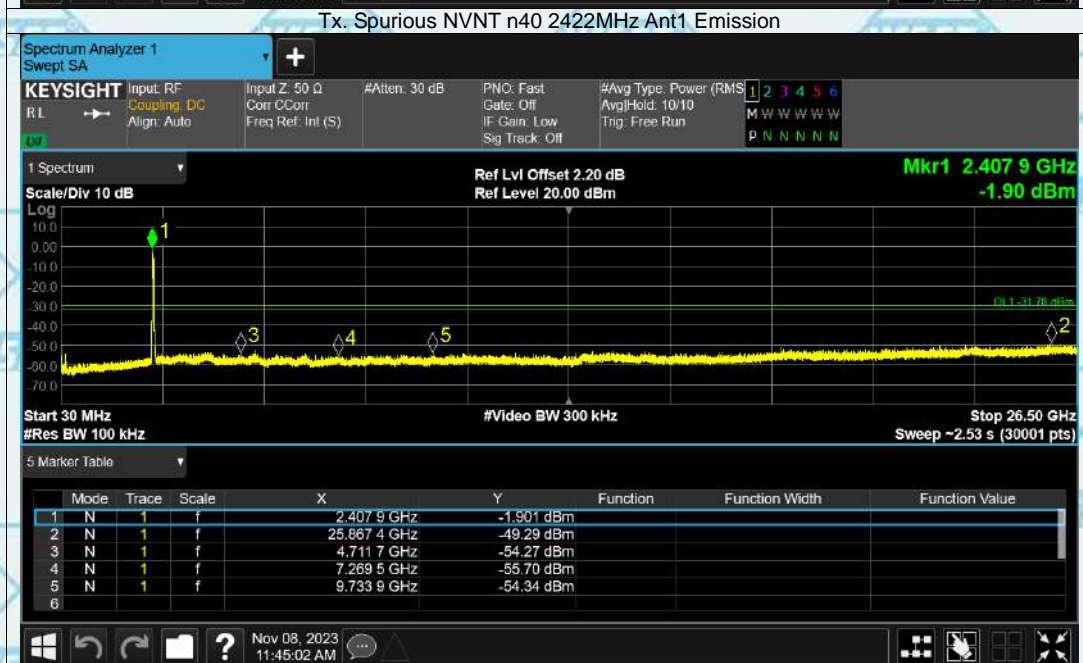 Tx. Spurious NVNT n40 2422MHz Ant1 Emission
Spectrum Analyzer 1
Swept SA
+
KEYSIGHT
R L
LXI
Input: RF
Coupling: DC
Align: Auto
Input Z: 50 Ω
Corr CCorr
Freq Ref: Int (S)
#Atten: 30 dB
PNO: Fast
Gate: Off
IF Gain: Low
Sig Track: Off
#Avg Type: Power (RMS
Avg|Hold: 10/10
Trig: Free Run
1 2 3 4 5 6
M W W W W W
P N N N N N
1 Spectrum
Scale/Div 10 dB
Ref Lvl Offset 2.20 dB
Ref Level 20.00 dBm
Mkr1 2.407 9 GHz
-1.90 dBm
Log
10.0
0.00
-10.0
-20.0
-30.0
-40.0
-50.0
-60.0
-70.0
1
DL1 -31.78 dBm
2
3
4
5
Start 30 MHz
#Res BW 100 kHz
#Video BW 300 kHz
Stop 26.50 GHz
Sweep ~2.53 s (30001 pts)
5 Marker Table
Mode Trace Scale X Y Function Function Width Function Value
1 N 1 f 2.407 9 GHz -1.901 dBm
2 N 1 f 25.867 4 GHz -49.29 dBm
3 N 1 f 4.711 7 GHz -54.27 dBm
4 N 1 f 7.269 5 GHz -55.70 dBm
5 N 1 f 9.733 9 GHz -54.34 dBm
6
?
Nov 08, 2023
11:45:02 AM